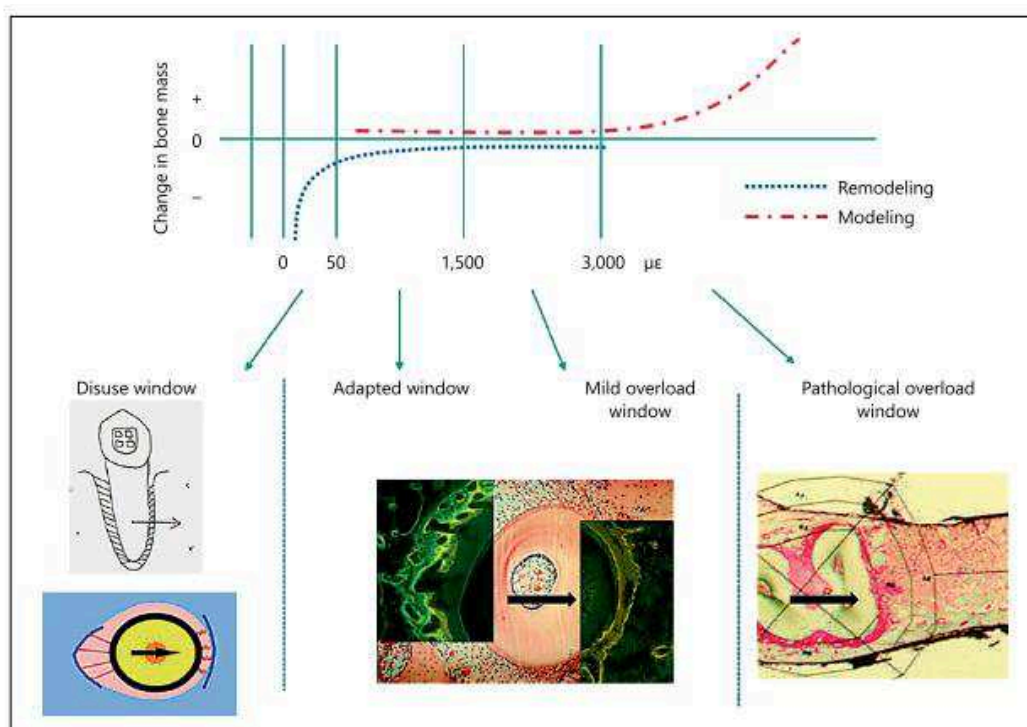 Change in bone mass
+
0
–
Remodeling
Modeling
0 50 1,500 3,000 με
Disuse window
Adapted window
Mild overload
window
Pathological overload
window